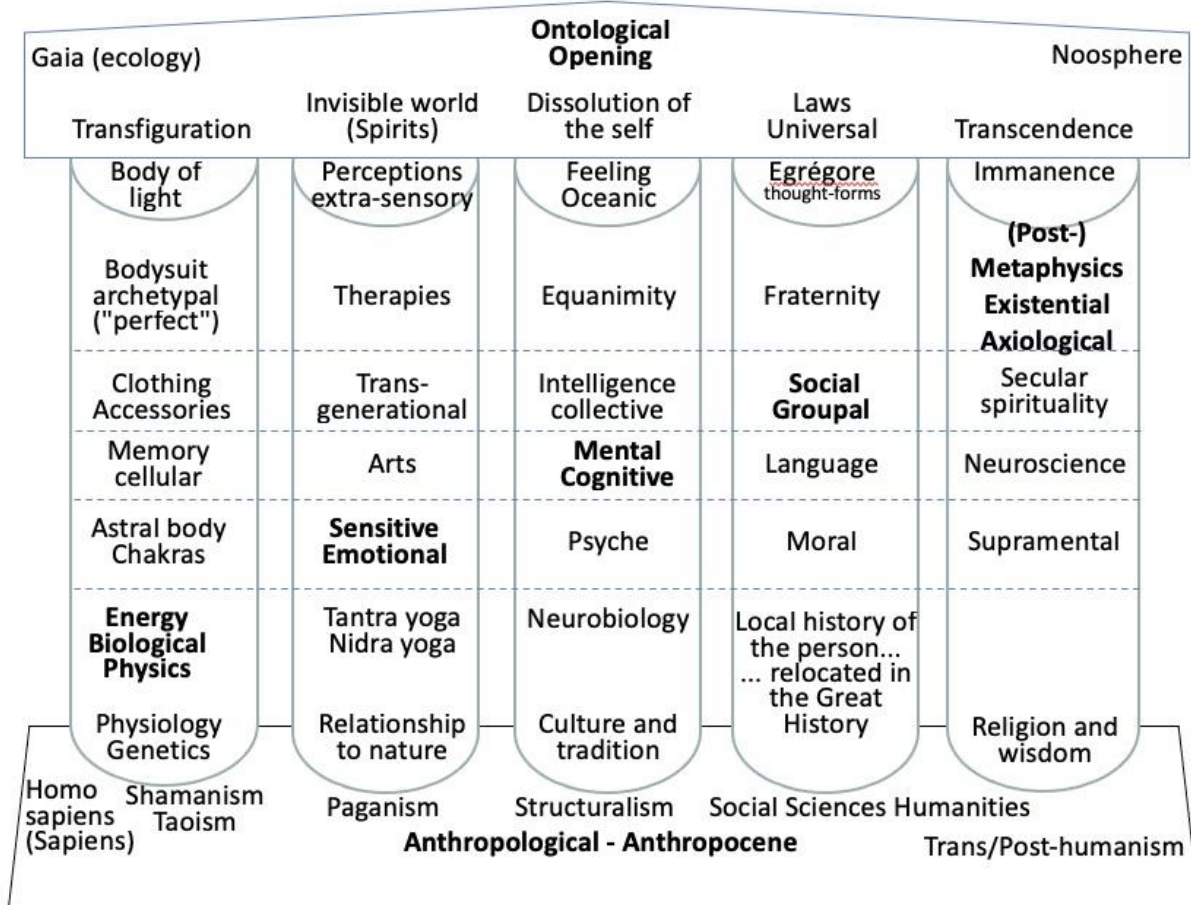 Ontological
Opening
Gaia (ecology)
Noosphere
Transfiguration
Invisible world
(Spirits)
Dissolution of
the self
Laws
Universal
Transcendence
Body of
light
Perceptions
extra-sensory
Feeling
Oceanic
Egrégore
thought-forms
Immanence
Bodysuit
archetypal
("perfect")
Therapies
Equanimity
Fraternity
(Post-)
Metaphysics
Existential
Axiological
Clothing
Accessories
Trans-
generational
Intelligence
collective
Social
Groupal
Secular
spirituality
Memory
cellular
Arts
Mental
Cognitive
Language
Neuroscience
Astral body
Chakras
Sensitive
Emotional
Psyche
Moral
Supramental
Energy
Biological
Physics
Tantra yoga
Nidra yoga
Neurobiology
Local history of
the person...
... relocated in
the Great
History
Physiology
Genetics
Relationship
to nature
Culture and
tradition
Religion and
wisdom
Homo
sapiens
(Sapiens)
Shamanism
Taoism
Paganism
Structuralism
Social Sciences Humanities
Anthropological - Anthropocene
Trans/Post-humanism